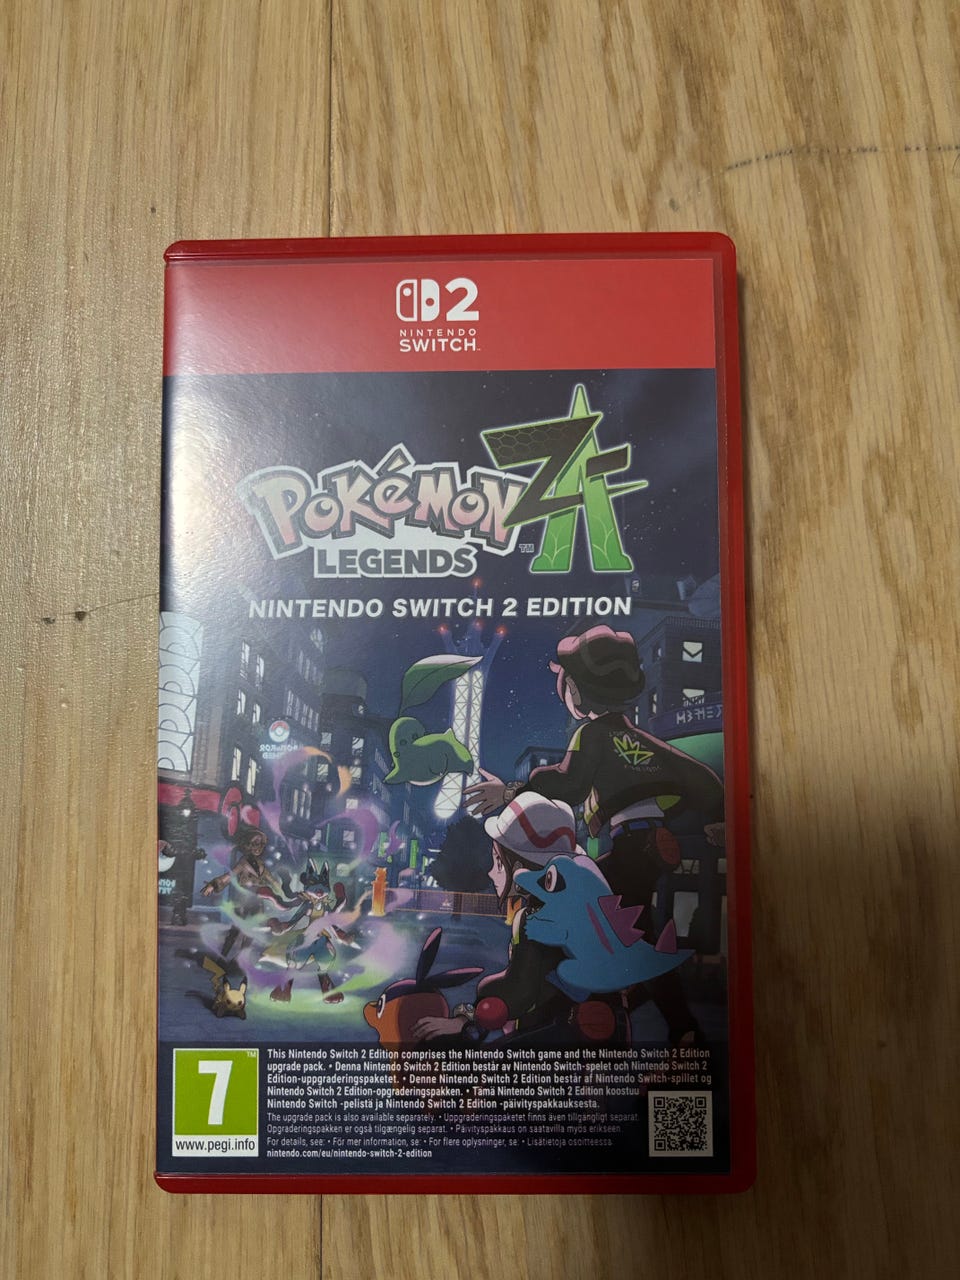 2
NINTENDO
SWITCH™
POKéMON
LEGENDS
ZA™
NINTENDO SWITCH 2 EDITION
This Nintendo Switch 2 Edition comprises the Nintendo Switch game and the Nintendo Switch 2 Edition
upgrade pack. • Denna Nintendo Switch 2 Edition består av Nintendo Switch-spelet och Nintendo Switch 2
Edition-uppgraderingspaketet. • Denne Nintendo Switch 2 Edition består af Nintendo Switch-spillet og
Nintendo Switch 2 Edition-opgraderingspakken. • Tämä Nintendo Switch 2 Edition koostuu
Nintendo Switch -pelistä ja Nintendo Switch 2 Edition -päivityspakkauksesta.
The upgrade pack is also available separately. • Uppgraderingspaketet finns även tillgängligt separat.
Opgraderingspakken er også tilgængelig separat. • Päivityspakkaus on saatavilla myös erikseen.
For details, see: • För mer information, se: • For flere oplysninger, se: • Lisätietoja osoitteessa:
nintendo.com/eu/nintendo-switch-2-edition
7™
www.pegi.info